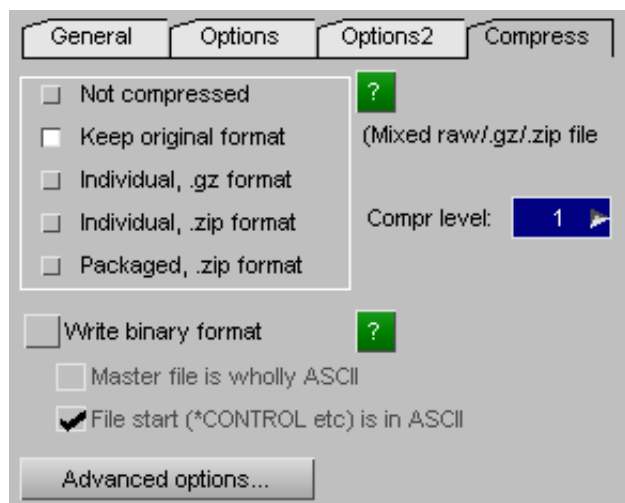 General Options Options2 Compress
Not compressed ?
Keep original format (Mixed raw/.gz/.zip file
Individual, .gz format
Individual, .zip format Compr level: 1
Packaged, .zip format
Write binary format ?
Master file is wholly ASCII
File start (*CONTROL etc) is in ASCII
Advanced options...